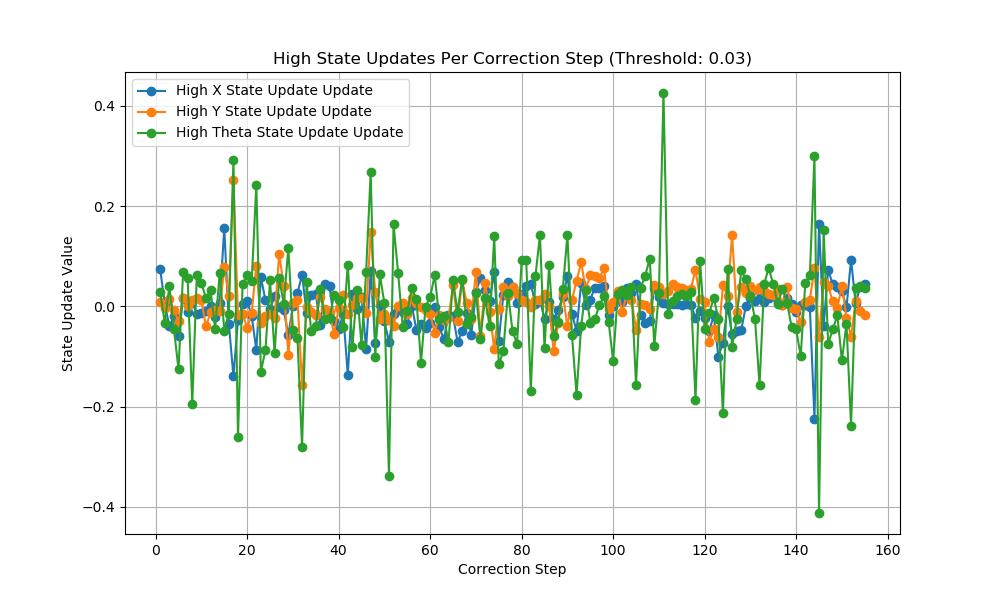 High State Updates Per Correction Step (Threshold: 0.03)
High X State Update Update
High Y State Update Update
High Theta State Update Update
State Update Value
0.4
0.2
0.0
−0.2
−0.4
0 20 40 60 80 100 120 140 160
Correction Step